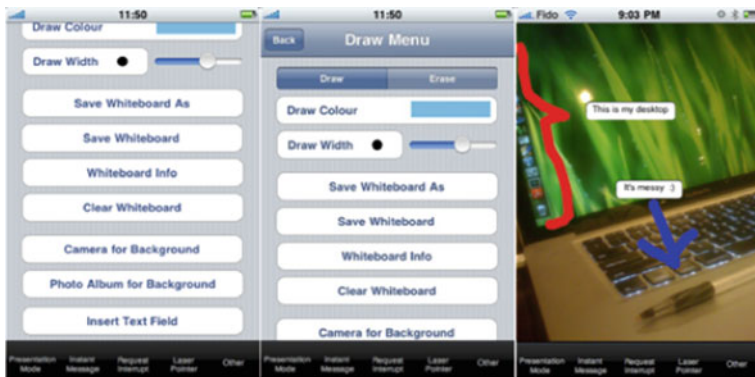 11:50
Draw Colour
Draw Width
Save Whiteboard As
Save Whiteboard
Whiteboard Info
Clear Whiteboard
Camera for Background
Photo Album for Background
Insert Text Field
Presentation Mode
Instant Message
Request Interrupt
Laser Pointer
Other
11:50
Back
Draw Menu
Draw
Erase
Draw Colour
Draw Width
Save Whiteboard As
Save Whiteboard
Whiteboard Info
Clear Whiteboard
Camera for Background
Presentation Mode
Instant Message
Request Interrupt
Laser Pointer
Other
Fido
9:03 PM
This is my desktop
It's messy :)
Presentation Mode
Instant Message
Request Interrupt
Laser Pointer
Other